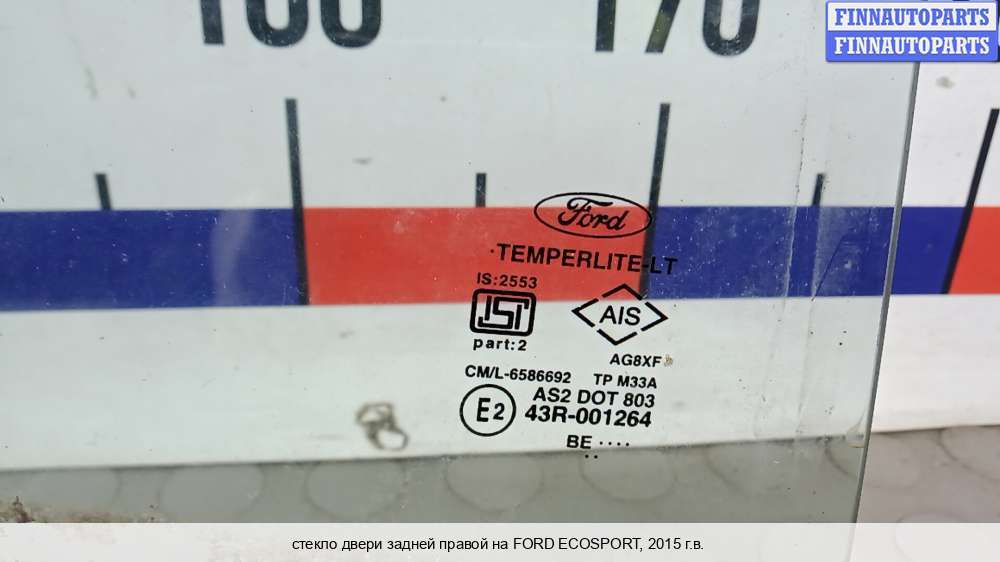 170
FINNAUTOPARTS
FINNAUTOPARTS
Ford
TEMPERLITE-LT
IS:2553
ISI
part:2
AIS
AG8XF
CM/L-6586692 TP M33A
AS2 DOT 803
E2 43R-001264
BE ····
··
стекло двери задней правой на FORD ECOSPORT, 2015 г.в.